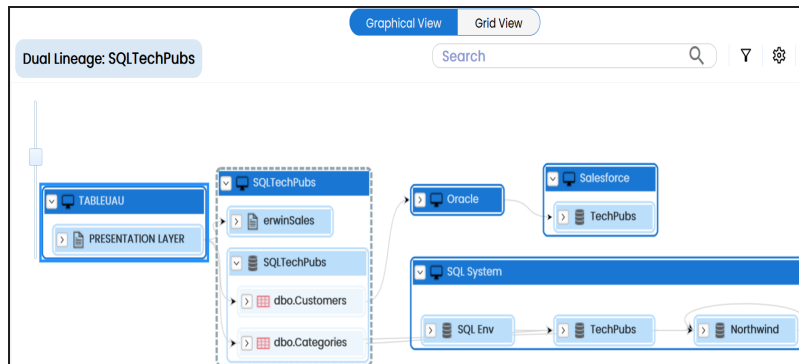 Graphical View
Grid View
Dual Lineage: SQLTechPubs
Search
TABLEUAU
PRESENTATION LAYER
SQLTechPubs
erwinSales
SQLTechPubs
dbo.Customers
dbo.Categories
Oracle
Salesforce
TechPubs
SQL System
SQL Env
TechPubs
Northwind